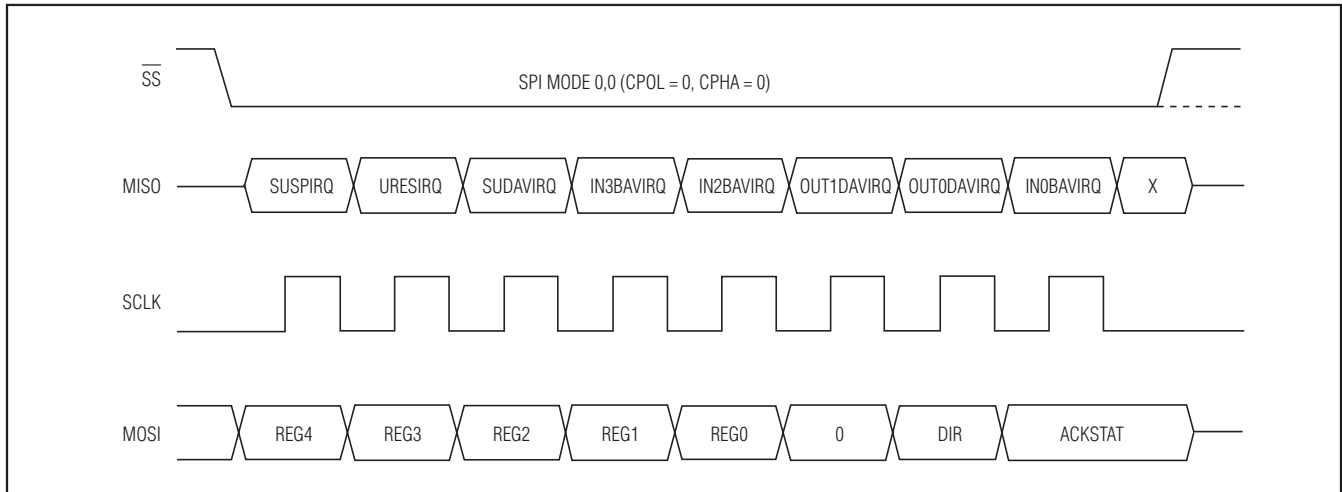 SS
SPI MODE 0,0 (CPOL = 0, CPHA = 0)
MISO SUSPIRQ URESIRQ SUDAVIRQ IN3BAVIRQ IN2BAVIRQ OUT1DAVIRQ OUT0DAVIRQ IN0BAVIRQ X
SCLK
MOSI REG4 REG3 REG2 REG1 REG0 0 DIR ACKSTAT